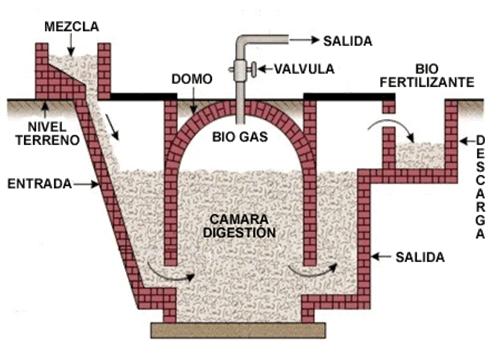 MEZCLA
SALIDA
VALVULA
DOMO
BIO
FERTILIZANTE
NIVEL
TERRENO
BIO GAS
DESCARGA
ENTRADA
CAMARA
DIGESTIÓN
SALIDA